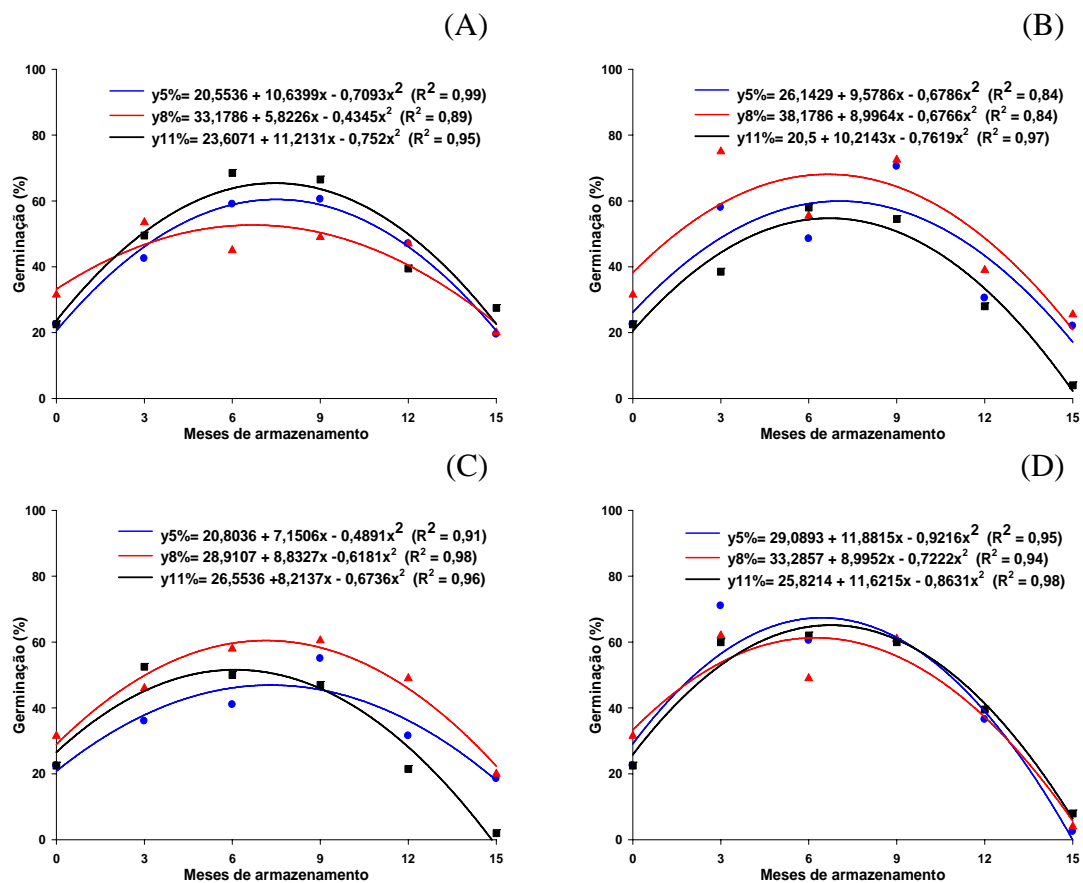 (A)
100
80
60
40
20
0
Germinação (%)
y5%= 20,5536 + 10,6399x - 0,7093x² (R² = 0,99)
y8%= 33,1786 + 5,8226x - 0,4345x² (R² = 0,89)
y11%= 23,6071 + 11,2131x - 0,752x² (R² = 0,95)
0 3 6 9 12 15
Meses de armazenamento
(B)
100
80
60
40
20
0
Germinação (%)
y5%= 26,1429 + 9,5786x - 0,6786x² (R² = 0,84)
y8%= 38,1786 + 8,9964x - 0,6766x² (R² = 0,84)
y11%= 20,5 + 10,2143x - 0,7619x² (R² = 0,97)
0 3 6 9 12 15
Meses de armazenamento
(C)
100
80
60
40
20
0
Germinação (%)
y5%= 20,8036 + 7,1506x - 0,4891x² (R² = 0,91)
y8%= 28,9107 + 8,8327x -0,6181x² (R² = 0,98)
y11%= 26,5536 +8,2137x - 0,6736x² (R² = 0,96)
0 3 6 9 12 15
Meses de armazenamento
(D)
100
80
60
40
20
0
Germinação (%)
y5%= 29,0893 + 11,8815x - 0,9216x² (R² = 0,95)
y8%= 33,2857 + 8,9952x - 0,7222x² (R² = 0,94)
y11%= 25,8214 + 11,6215x - 0,8631x² (R² = 0,98)
0 3 6 9 12 15
Meses de armazenamento